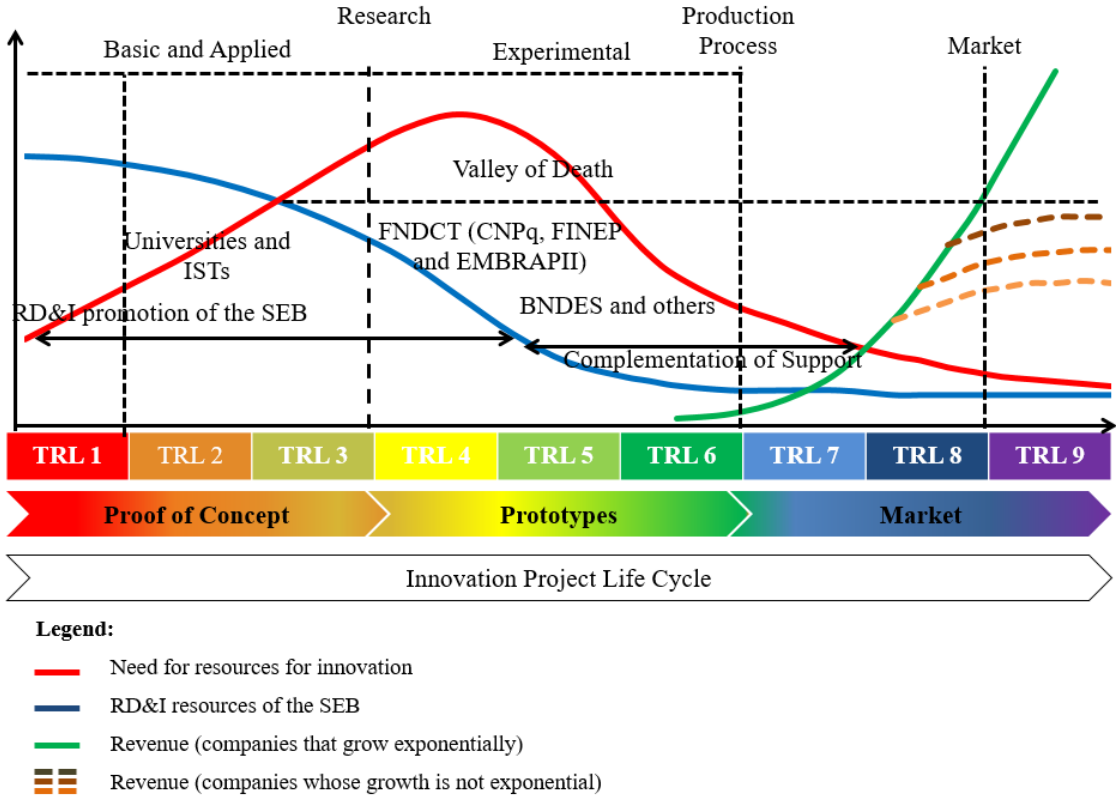 Research
Production
Process
Basic and Applied
Experimental
Market
Valley of Death
Universities and
ISTs
FNDCT (CNPq, FINEP
and EMBRAPII)
RD&I promotion of the SEB
BNDES and others
Complementation of Support
TRL 1
TRL 2
TRL 3
TRL 4
TRL 5
TRL 6
TRL 7
TRL 8
TRL 9
Proof of Concept
Prototypes
Market
Innovation Project Life Cycle
Legend:
Need for resources for innovation
RD&I resources of the SEB
Revenue (companies that grow exponentially)
Revenue (companies whose growth is not exponential)